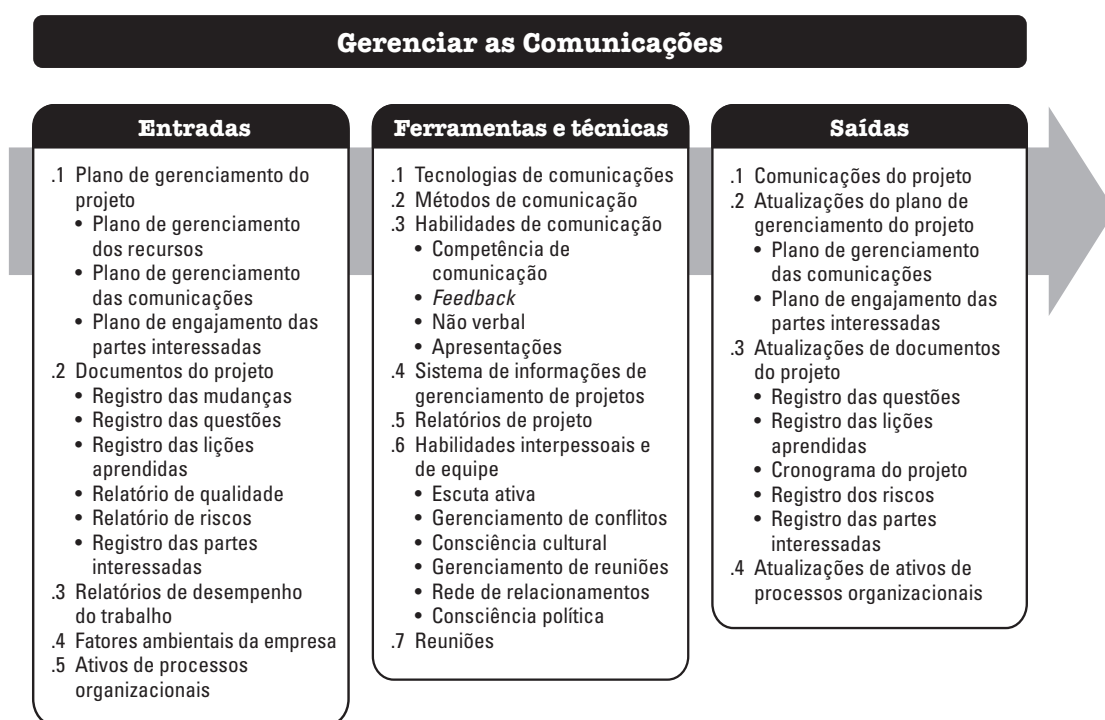 Gerenciar as Comunicações
Entradas
.1 Plano de gerenciamento do
projeto
• Plano de gerenciamento
dos recursos
• Plano de gerenciamento
das comunicações
• Plano de engajamento das
partes interessadas
.2 Documentos do projeto
• Registro das mudanças
• Registro das questões
• Registro das lições
aprendidas
• Relatório de qualidade
• Relatório de riscos
• Registro das partes
interessadas
.3 Relatórios de desempenho
do trabalho
.4 Fatores ambientais da empresa
.5 Ativos de processos
organizacionais
Ferramentas e técnicas
.1 Tecnologias de comunicações
.2 Métodos de comunicação
.3 Habilidades de comunicação
• Competência de
comunicação
• Feedback
• Não verbal
• Apresentações
.4 Sistema de informações de
gerenciamento de projetos
.5 Relatórios de projeto
.6 Habilidades interpessoais e
de equipe
• Escuta ativa
• Gerenciamento de conflitos
• Consciência cultural
• Gerenciamento de reuniões
• Rede de relacionamentos
• Consciência política
.7 Reuniões
Saídas
.1 Comunicações do projeto
.2 Atualizações do plano de
gerenciamento do projeto
• Plano de gerenciamento
das comunicações
• Plano de engajamento das
partes interessadas
.3 Atualizações de documentos
do projeto
• Registro das questões
• Registro das lições
aprendidas
• Cronograma do projeto
• Registro dos riscos
• Registro das partes
interessadas
.4 Atualizações de ativos de
processos organizacionais